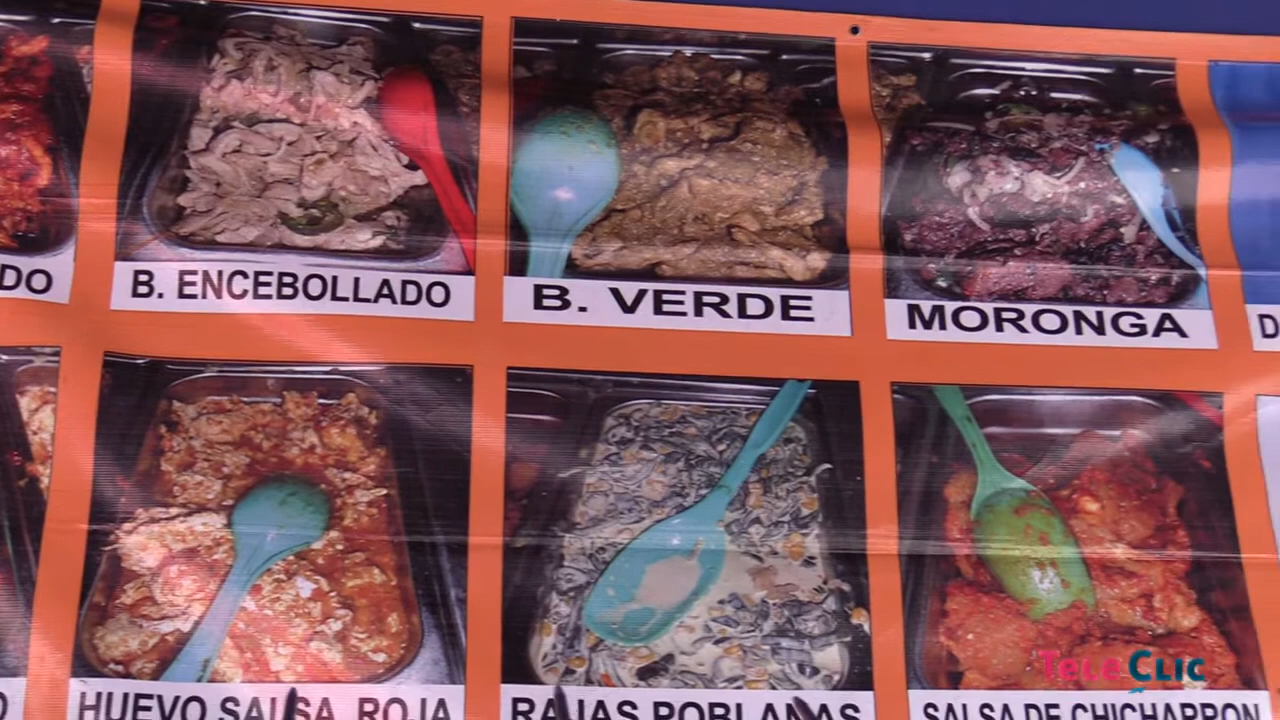 DO
B. ENCEBOLLADO
B. VERDE
MORONGA
D
HUEVO SALSA ROJA
RAJAS POBLANAS
SALSA DE CHICHARRON
TeleClic